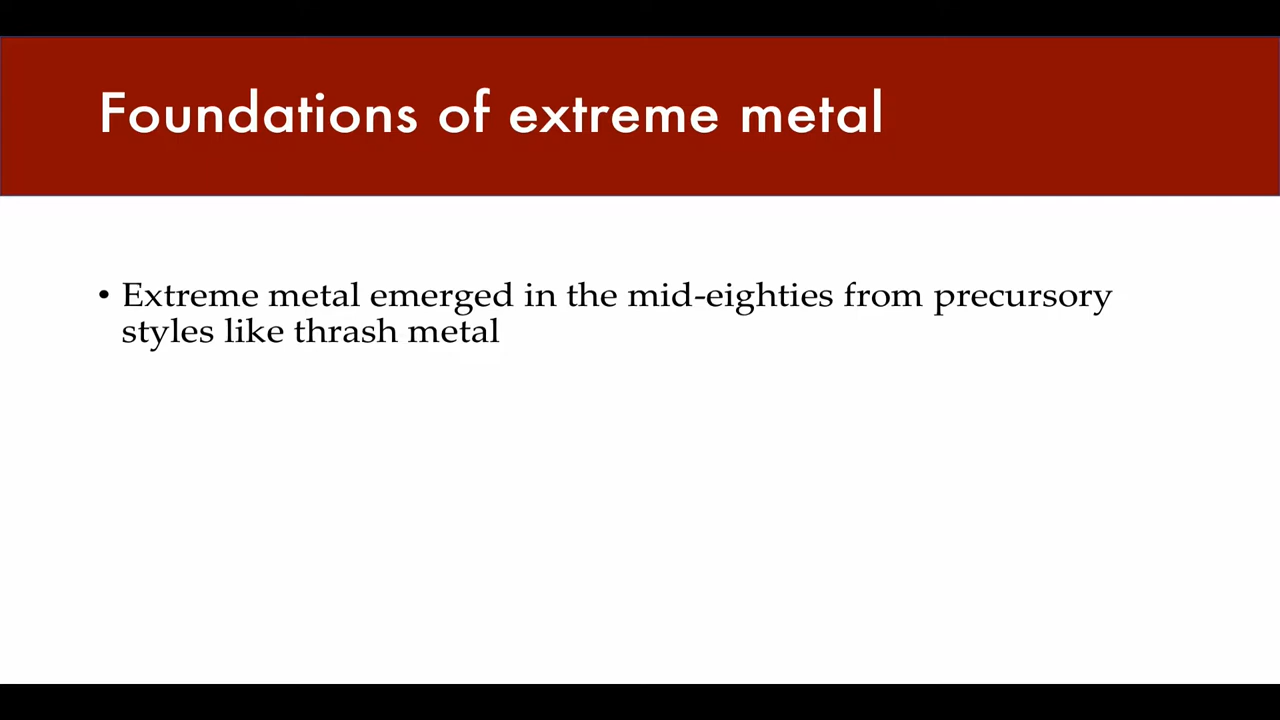 Foundations of extreme metal
• Extreme metal emerged in the mid-eighties from precursory
styles like thrash metal